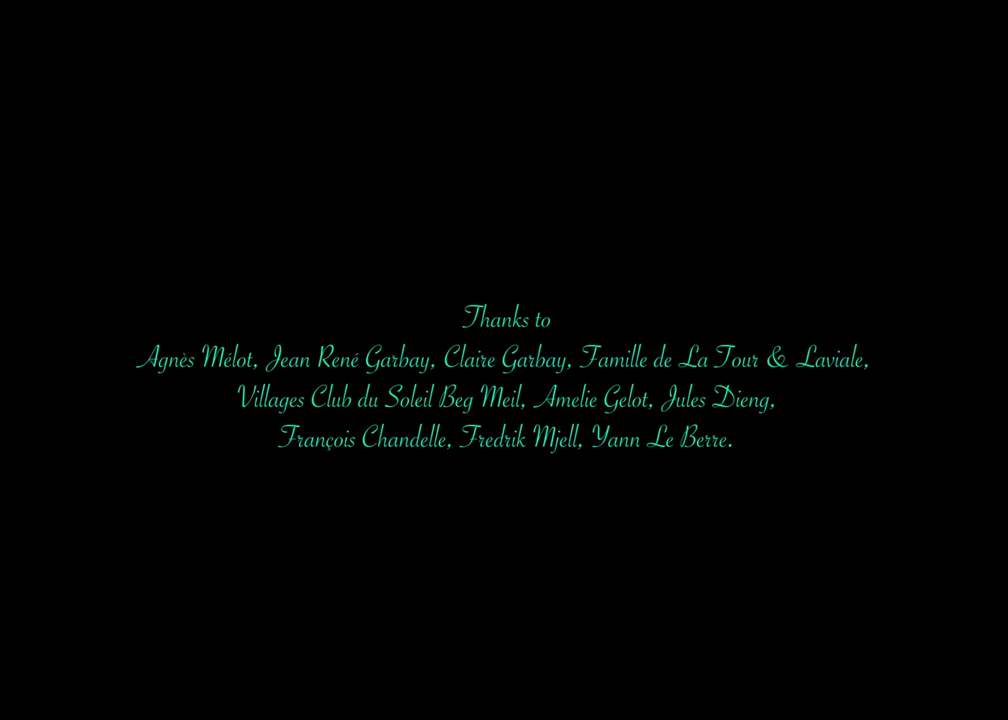 Thanks to
Agnès Mélot, Jean René Garbay, Claire Garbay, Famille de La Tour & Laviale,
Villages Club du Soleil Beg Meil, Amelie Gelot, Jules Dieng,
François Chandelle, Fredrik Mjell, Yann Le Berre.